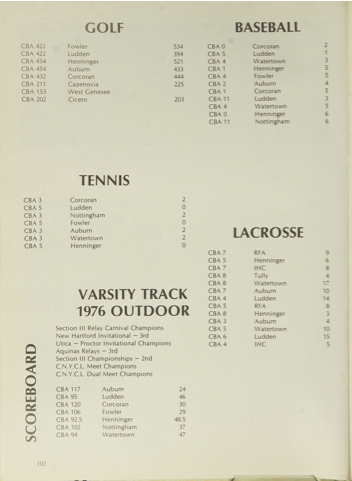 GOLF
CBA 422 Fowler 534
CBA 422 Ludden 394
CBA 454 Henninger 521
CBA 454 Auburn 433
CBA 432 Corcoran 444
CBA 211 Cazenovia 225
CBA 153 West Genesee
CBA 202 Cicero 203
BASEBALL
CBA 0 Corcoran 2
CBA 5 Ludden
CBA 4 Watertown 3
CBA 1 Henninger 5
CBA 4 Fowler 5
CBA 2 Auburn 4
CBA 1 Corcoran 5
CBA 11 Ludden 3
CBA 4 Watertown 5
CBA 0 Henninger 6
CBA 11 Nottingham 6
TENNIS
CBA 3 Corcoran 2
CBA 5 Ludden 0
CBA 3 Nottingham 2
CBA 5 Fowler 0
CBA 3 Auburn 2
CBA 3 Watertown 2
CBA 5 Henninger 0
LACROSSE
CBA 7 RFA 9
CBA 5 Henninger 6
CBA 7 IHC 8
CBA 8 Tully 4
CBA 8 Watertown 17
CBA 7 Auburn 10
CBA 4 Ludden 14
CBA 5 RFA 8
CBA 8 Henninger 3
CBA 3 Auburn 4
CBA 5 Watertown 10
CBA 6 Ludden 15
CBA 4 IHC 5
VARSITY TRACK
1976 OUTDOOR
Section III Relay Carnival Champions
New Hartford Invitational — 3rd
Utica — Proctor Invitational Champions
Aquinas Relays — 3rd
Section III Championships — 2nd
C.N.Y.C.L. Meet Champions
C.N.Y.C.L. Dual Meet Champions
CBA 117 Auburn 24
CBA 95 Ludden 46
CBA 120 Corcoran 30
CBA 106 Fowler 29
CBA 92.5 Henninger 48.5
CBA 102 Nottingham 37
CBA 94 Watertown 47
SCOREBOARD
102